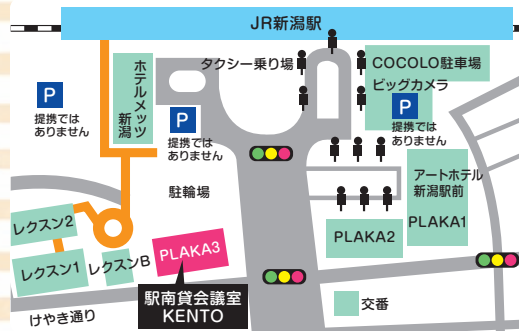 JR新潟駅
タクシー乗り場
COCOLO駐車場
ビッグカメラ
ホテルメッツ
新潟
P
提携では
ありません
P
提携では
ありません
P
提携では
ありません
駐輪場
アートホテル
新潟駅前
PLAKA1
レクスン2
レクスン1
レクスンB
PLAKA3
PLAKA2
駅南貸会議室
KENTO
交番
けやき通り